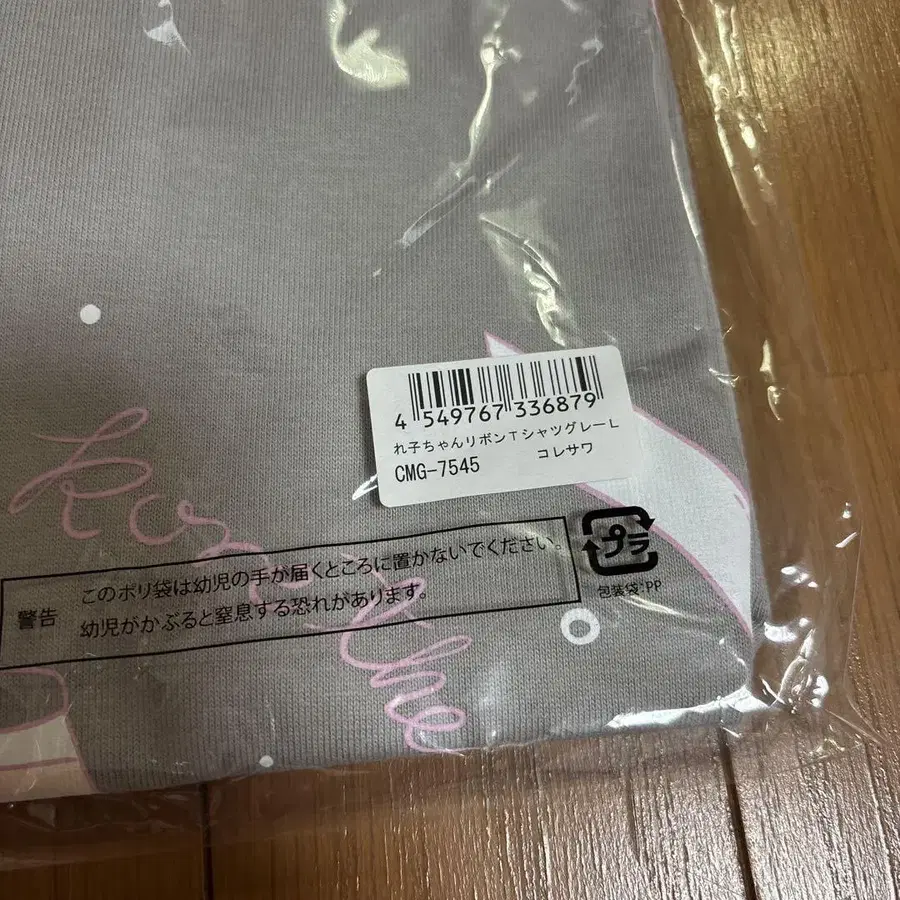 4 549767 336879
れ子ちゃんリボンTシャツグレーL
CMG-7545 コレサワ
警告
このポリ袋は幼児の手が届くところに置かないでください。
幼児がかぶると窒息する恐れがあります。
プラ
包装袋:PP
the